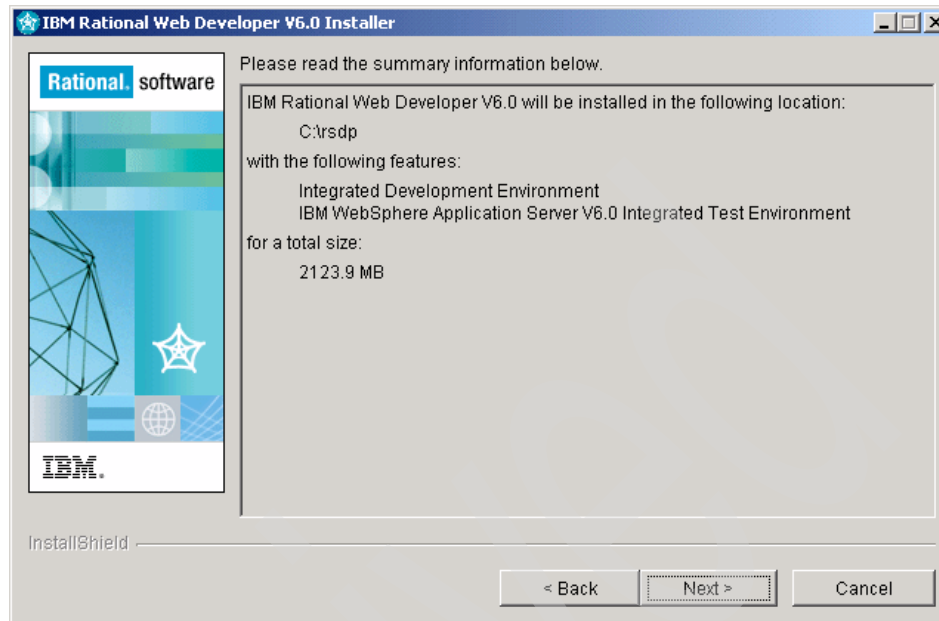 IBM Rational Web Developer V6.0 Installer
Rational. software
Please read the summary information below.
IBM Rational Web Developer V6.0 will be installed in the following location:
C:\rsdp
with the following features:
Integrated Development Environment
IBM WebSphere Application Server V6.0 Integrated Test Environment
for a total size:
2123.9 MB
IBM.
InstallShield
< Back
Next >
Cancel